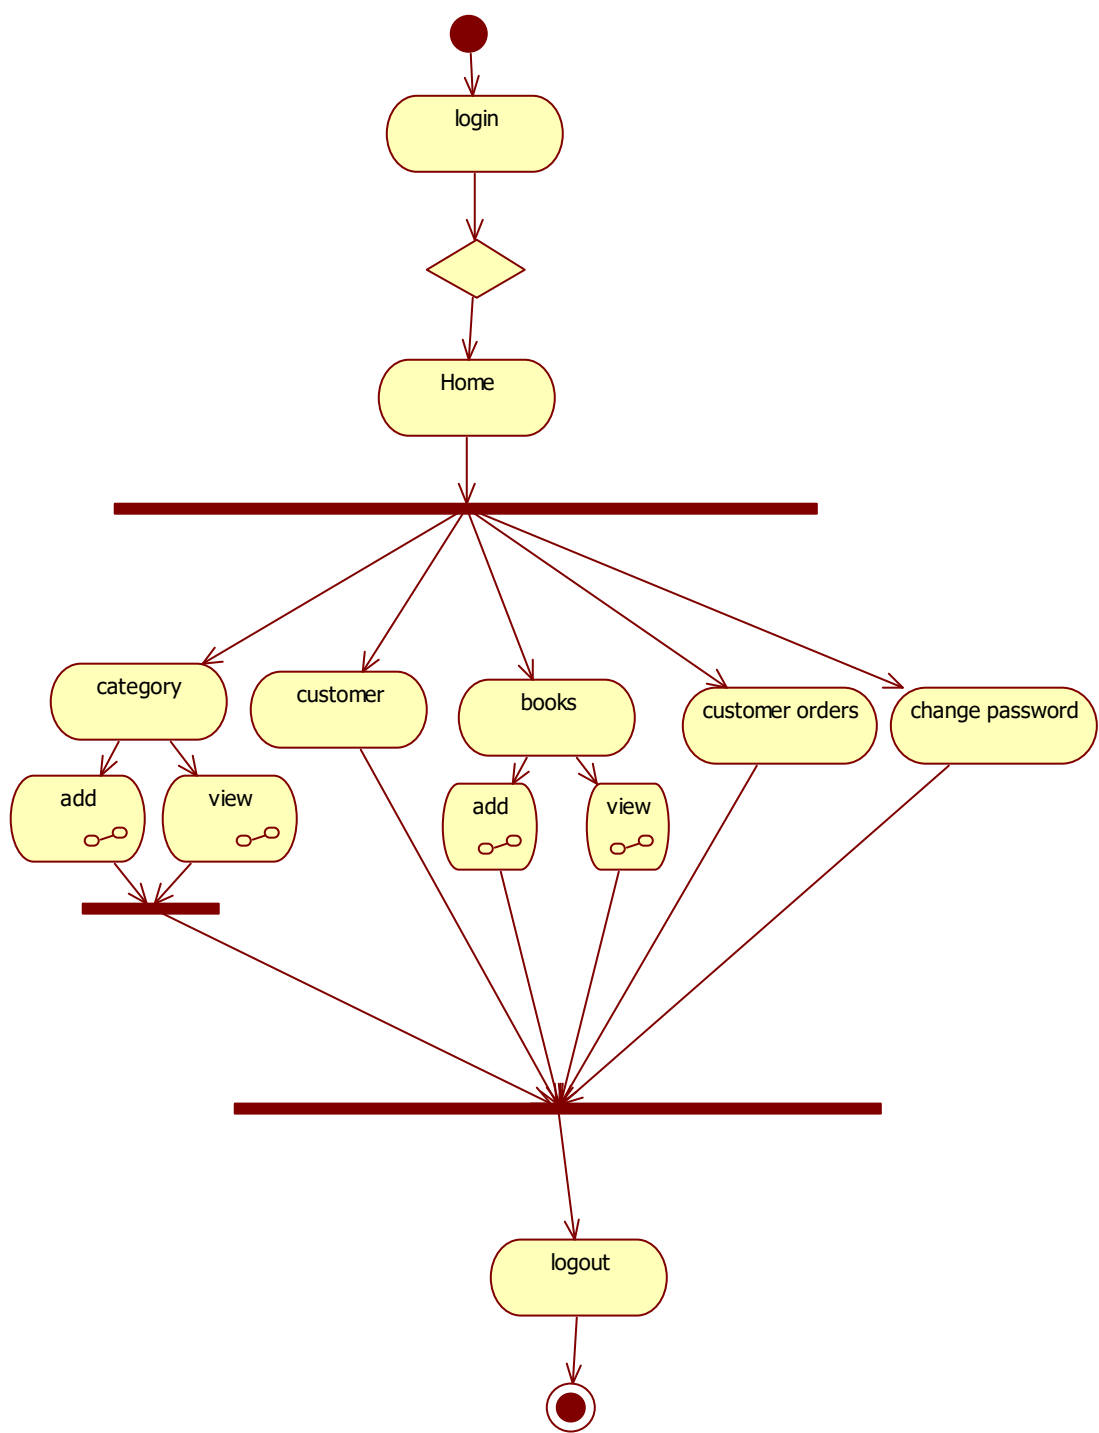 login
Home
category
customer
books
customer orders
change password
add
view
add
view
logout